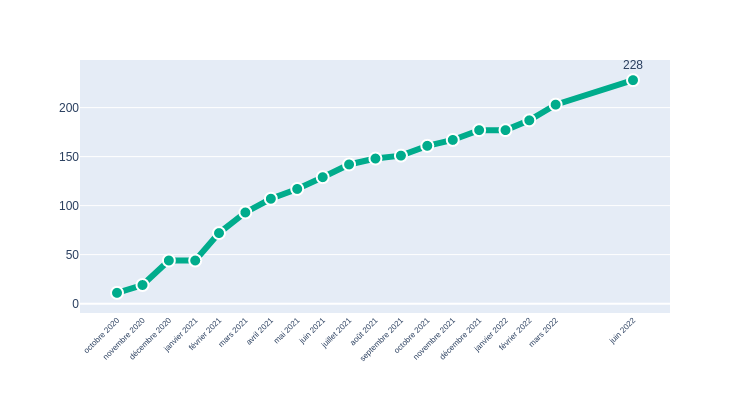 228
200
150
100
50
0
octobre 2020
novembre 2020
décembre 2020
janvier 2021
février 2021
mars 2021
avril 2021
mai 2021
juin 2021
juillet 2021
août 2021
septembre 2021
octobre 2021
novembre 2021
décembre 2021
janvier 2022
février 2022
mars 2022
juin 2022